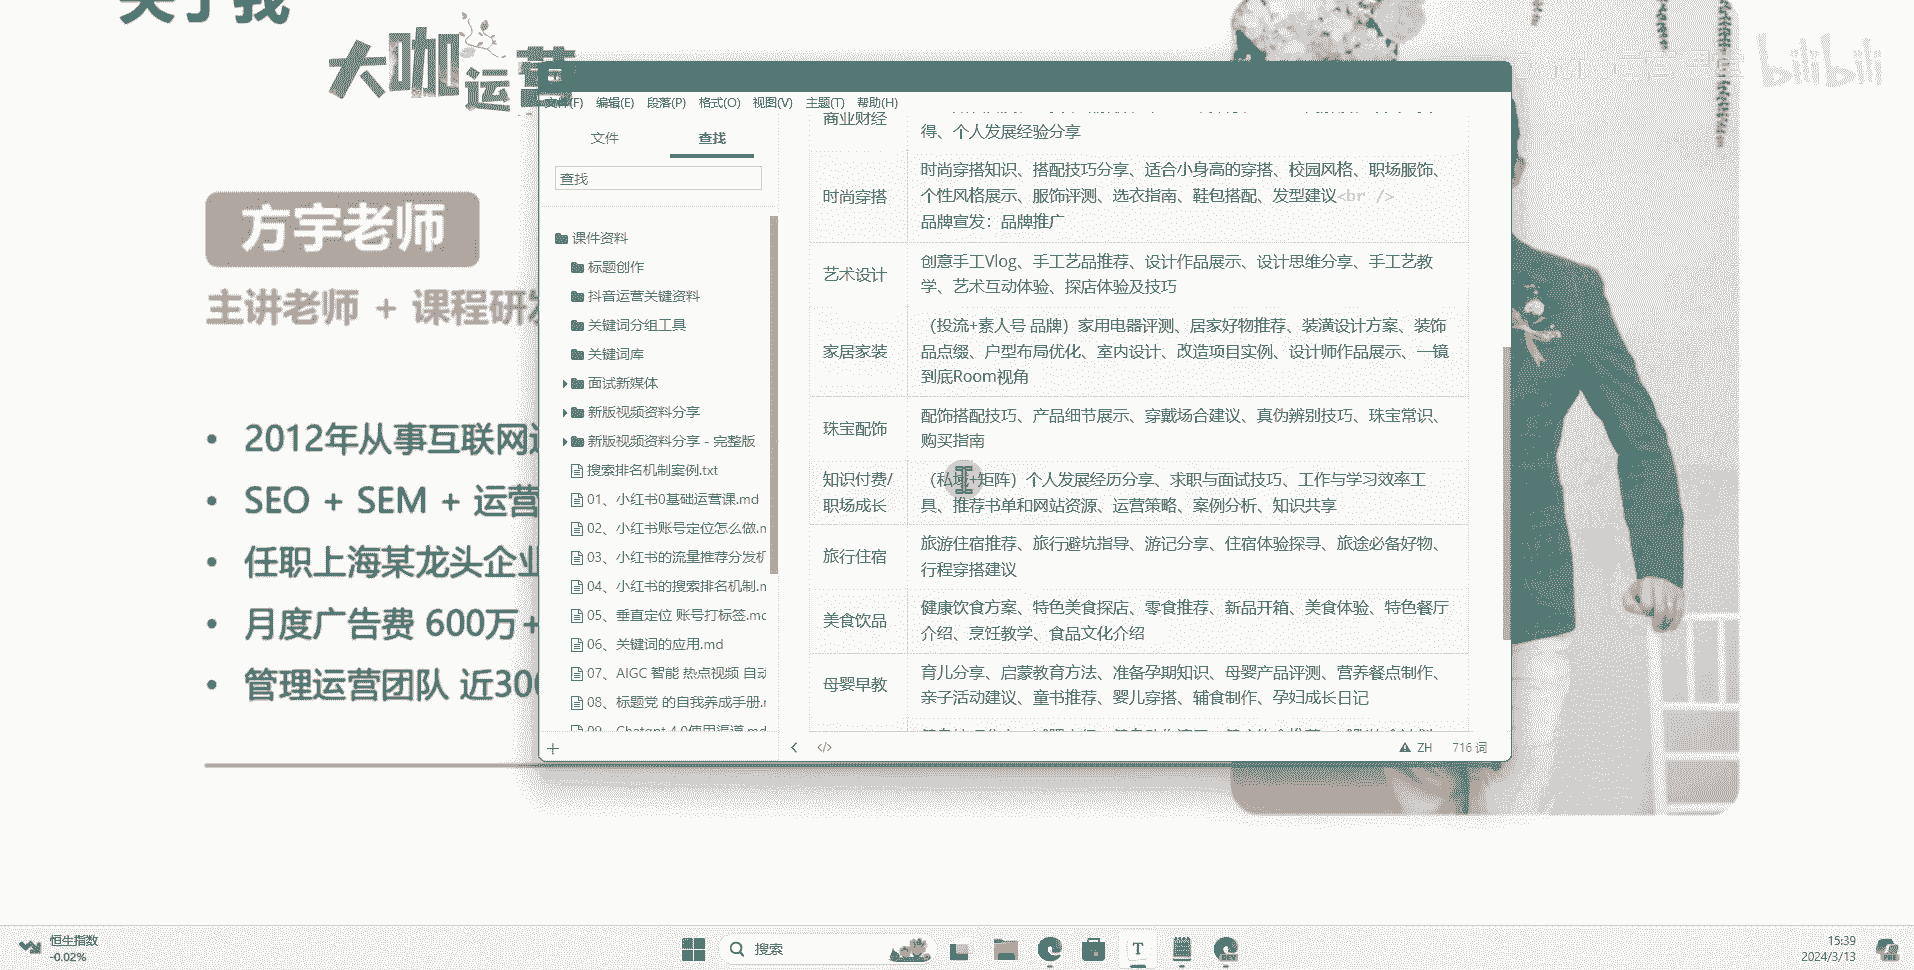 关于我
大咖运营
bilibili
方宇老师
主讲老师 + 课程研发
2012年从事互联网
SEO + SEM + 运营
任职上海某龙头企业
月度广告费 600万+
管理运营团队 近300
文件(F) 编辑(E) 段落(P) 格式(O) 视图(V) 主题(T) 帮助(H)
文件 查找
查找
课件资料
标题创作
抖音运营关键资料
关键词分组工具
关键词库
面试新媒体
新版视频资料分享
新版视频资料分享 - 完整版
搜索排名机制案例.txt
01、小红书0基础运营课.md
02、小红书账号定位怎么做.m
03、小红书的流量推荐分发机
04、小红书的搜索排名机制.m
05、垂直定位 账号打标签.mc
06、关键词的应用.md
07、AIGC 智能 热点视频 自动
08、标题党 的自我养成手册.r
09、Chatgpt 4.0使用渠道.md
商业财经
得、个人发展经验分享
时尚穿搭
时尚穿搭知识、搭配技巧分享、适合小身高的穿搭、校园风格、职场服饰、
个性风格展示、服饰评测、选衣指南、鞋包搭配、发型建议<br />
品牌宣发：品牌推广
艺术设计
创意手工Vlog、手工艺品推荐、设计作品展示、设计思维分享、手工艺教
学、艺术互动体验、探店体验及技巧
家居家装
（投流+素人号 品牌）家用电器评测、居家好物推荐、装潢设计方案、装饰
品点缀、户型布局优化、室内设计、改造项目实例、设计师作品展示、一镜
到底Room视角
珠宝配饰
配饰搭配技巧、产品细节展示、穿戴场合建议、真伪辨别技巧、珠宝常识、
购买指南
知识付费/
职场成长
（私域+矩阵）个人发展经历分享、求职与面试技巧、工作与学习效率工
具、推荐书单和网站资源、运营策略、案例分析、知识共享
旅行住宿
旅游住宿推荐、旅行避坑指导、游记分享、住宿体验探寻、旅途必备好物、
行程穿搭建议
美食饮品
健康饮食方案、特色美食探店、零食推荐、新品开箱、美食体验、特色餐厅
介绍、烹饪教学、食品文化介绍
母婴早教
育儿分享、启蒙教育方法、准备孕期知识、母婴产品评测、营养餐点制作、
亲子活动建议、童书推荐、婴儿穿搭、辅食制作、孕妇成长日记
</>
ZH 716 词
恒生指数
-0.02%
搜索
15:39
2024/3/13